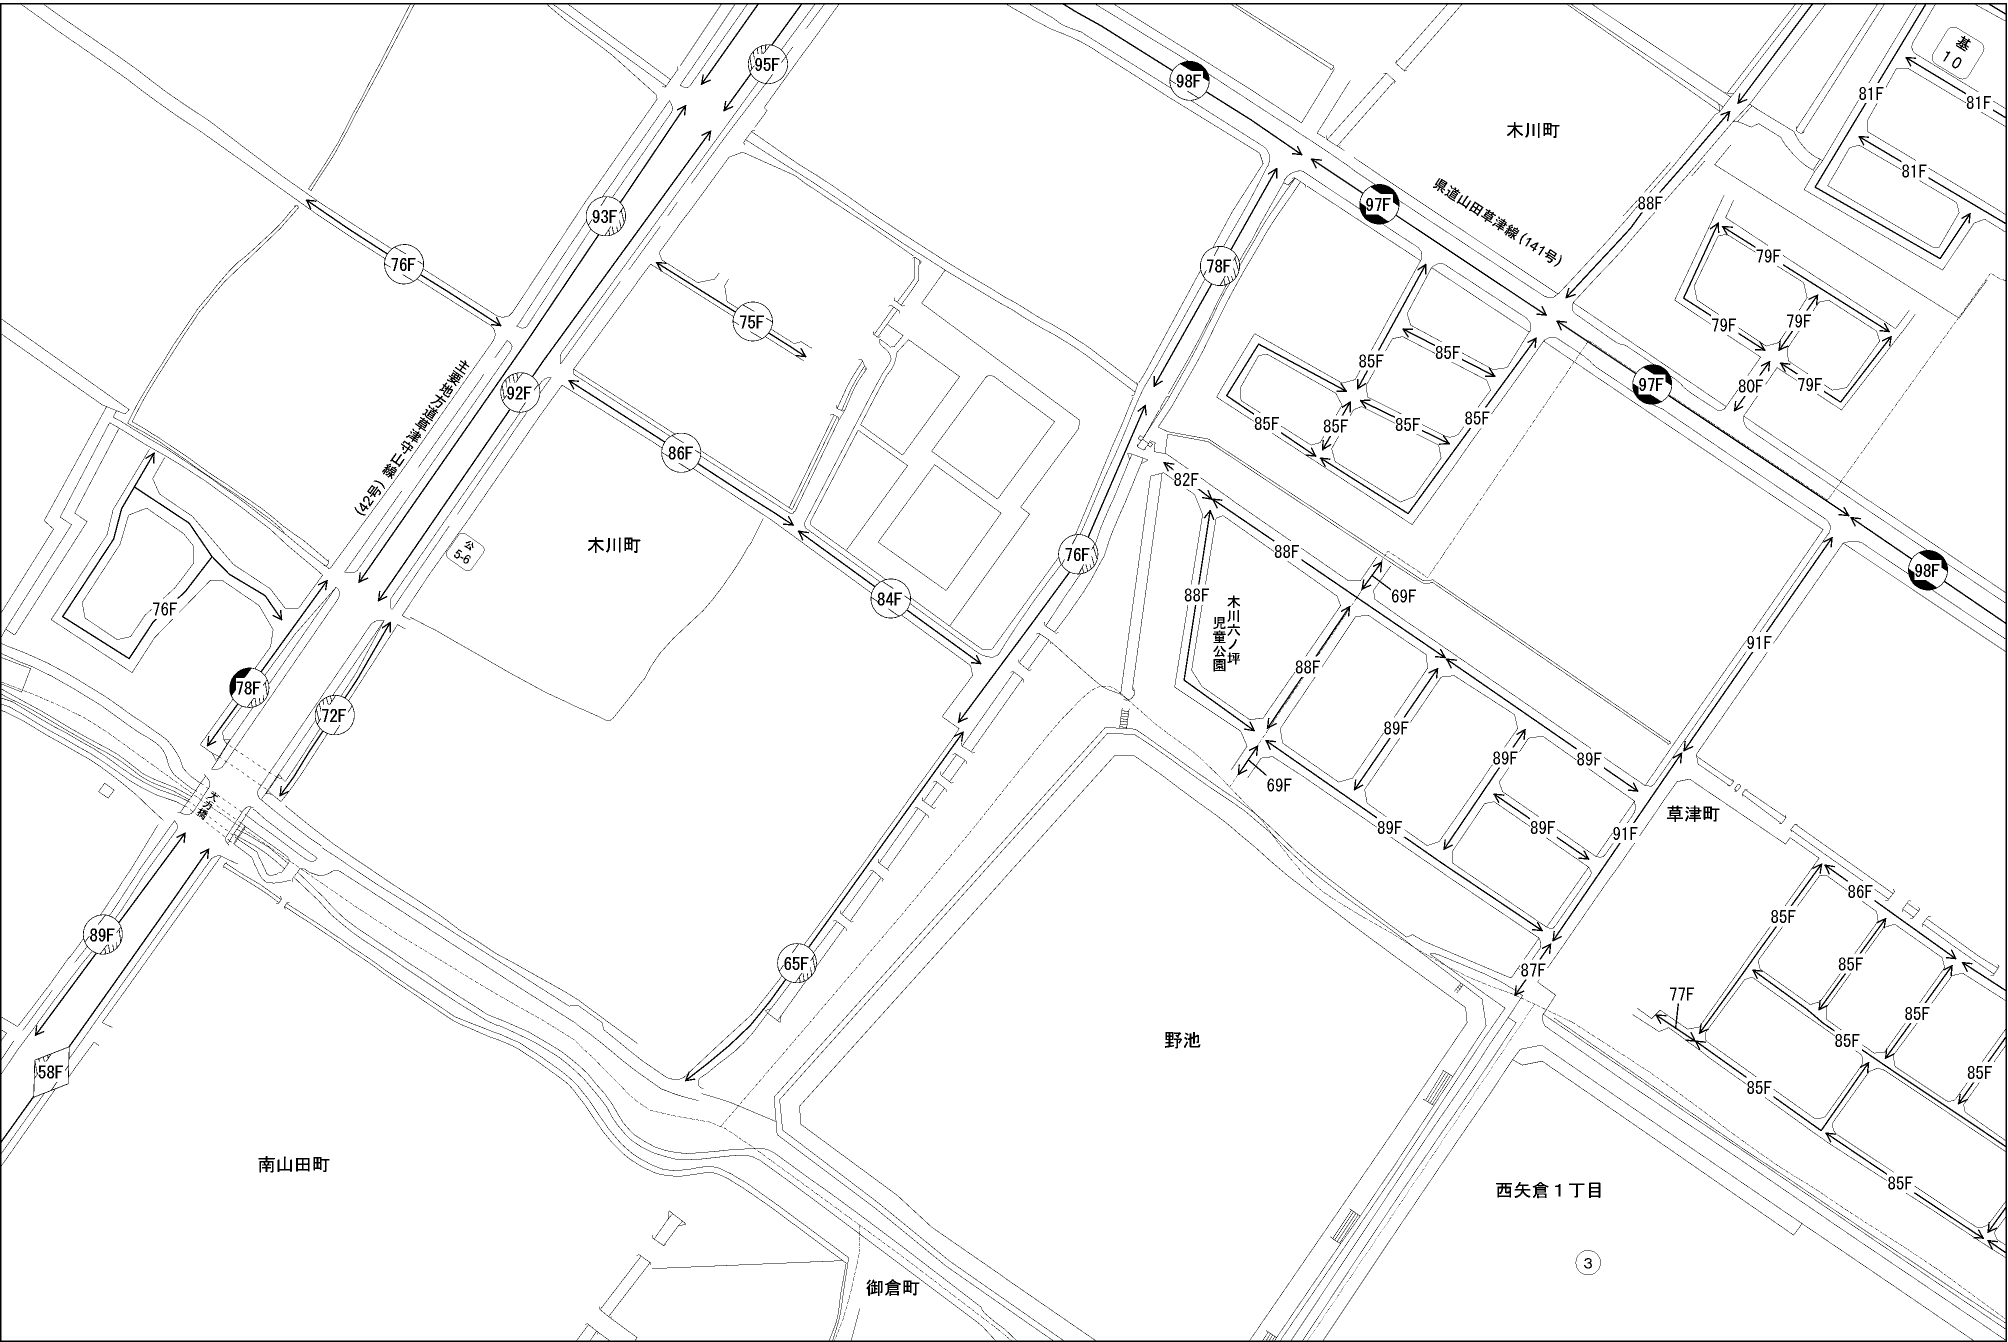 基
10
95F
98F
81F
81F
木川町
81F
97F
県道山田草津線(141号)
88F
93F
76F
78F
79F
75F
79F
79F
85F
85F
97F
80F
79F
主要地方道草津守山線
(42号)
92F
85F
85F
85F
85F
86F
82F
公
5-6
木川町
76F
88F
98F
84F
88F
69F
76F
木川六ノ坪
児童公園
91F
88F
78F
72F
89F
89F
89F
69F
大方橋
草津町
89F
89F
91F
86F
85F
89F
65F
87F
85F
77F
85F
58F
野池
85F
85F
85F
南山田町
85F
西矢倉1丁目
3
御倉町